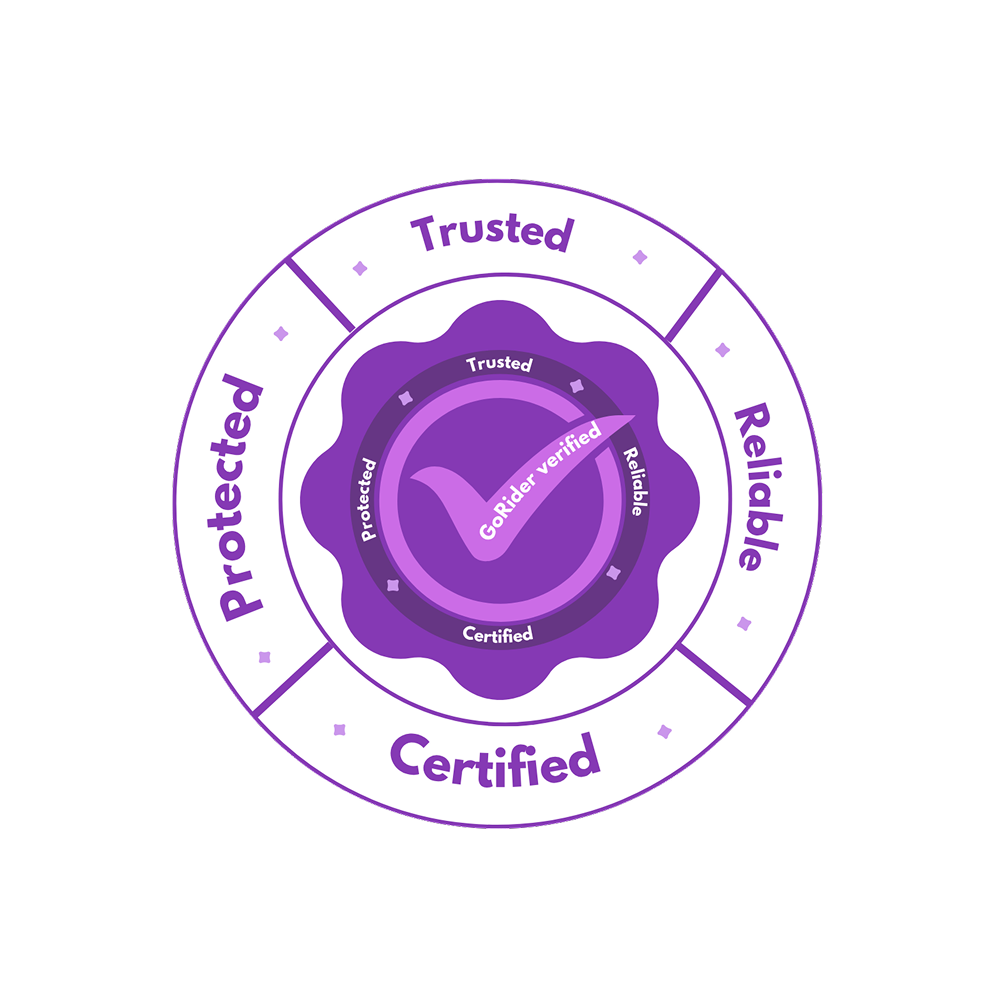 Trusted
Reliable
Certified
Protected
Trusted
Reliable
Certified
Protected
GoRider verified